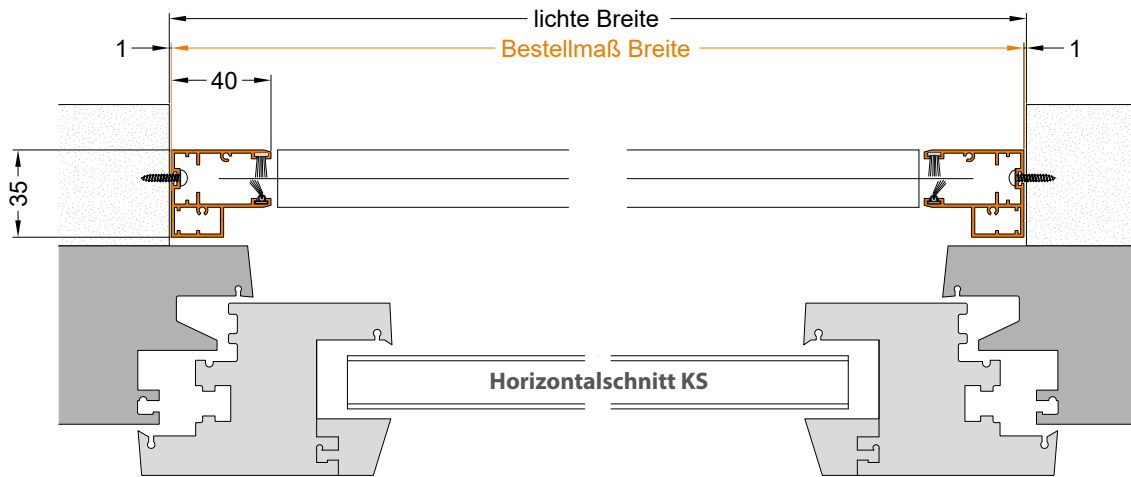 lichte Breite
1
Bestellmaß Breite
1
40
35
Horizontalschnitt KS